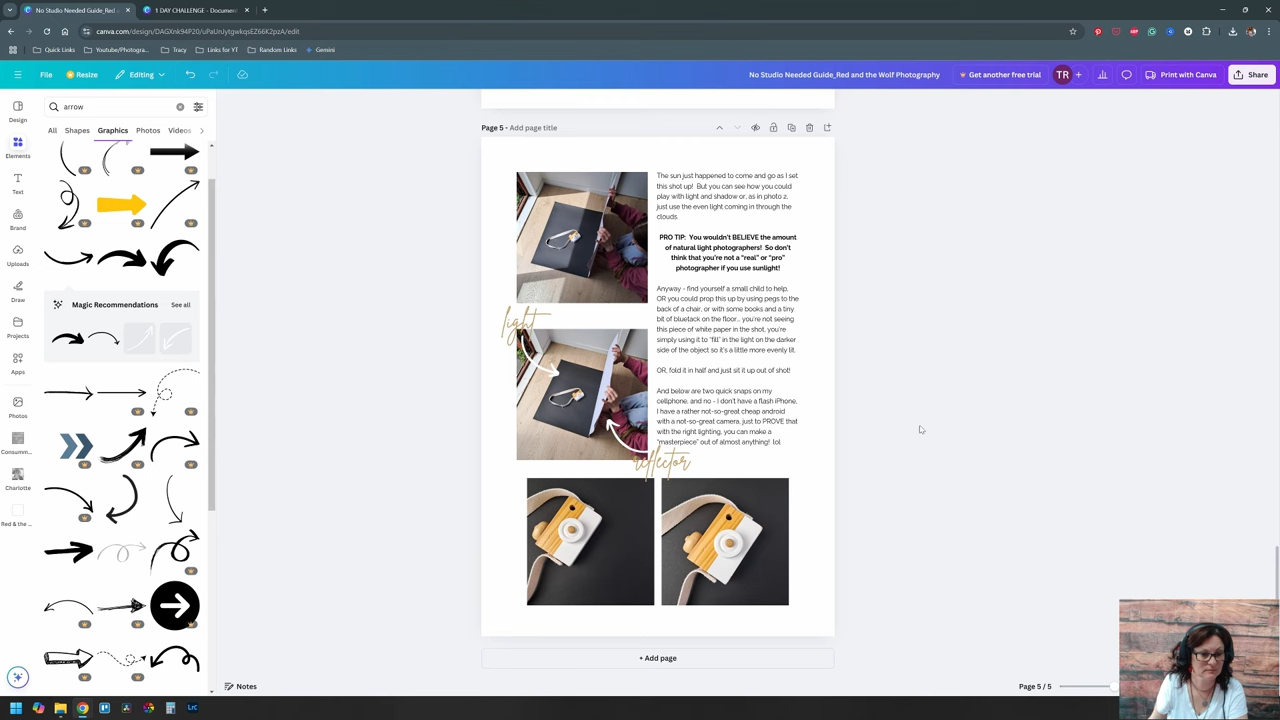 No Studio Needed Guide_Red
1 DAY CHALLENGE - Document
canva.com/design/DAGXnk94P20/uPaUnJytgwkqsEZ66K2pzA/edit
Quick Links
Youtube/Photogra...
Tracy
Links for YT
Random Links
Gemini
File
Resize
Editing
No Studio Needed Guide_Red and the Wolf Photography
Get another free trial
TR
Print with Canva
Share
Design
Elements
Text
Brand
Uploads
Draw
Projects
Apps
Photos
Consumm...
Charlotte
Red & the ...
arrow
All
Shapes
Graphics
Photos
Videos
Magic Recommendations
See all
Page 5 - Add page title
The sun just happened to come and go as I set
this shot up! But you can see how you could
play with light and shadow or, as in photo 2,
just use the even light coming in through the
clouds.
PRO TIP: You wouldn't BELIEVE the amount
of natural light photographers! So don't
think that you're not a "real" or "pro"
photographer if you use sunlight!
Anyway - find yourself a small child to help,
OR you could prop this up by using pegs to the
back of a chair, or with some books and a tiny
bit of bluetack on the floor... you're not seeing
this piece of white paper in the shot, you're
simply using it to "fill" in the light on the darker
side of the object so it's a little more evenly lit.
OR, fold it in half and just sit it up out of shot!
And below are two quick snaps on my
cellphone, and no - I don't have a flash iPhone,
I have a rather not-so-great cheap android
with a not-so-great camera, just to PROVE that
with the right lighting, you can make a
"masterpiece" out of almost anything! lol
light
reflector
+ Add page
Notes
Page 5 / 5
LrC